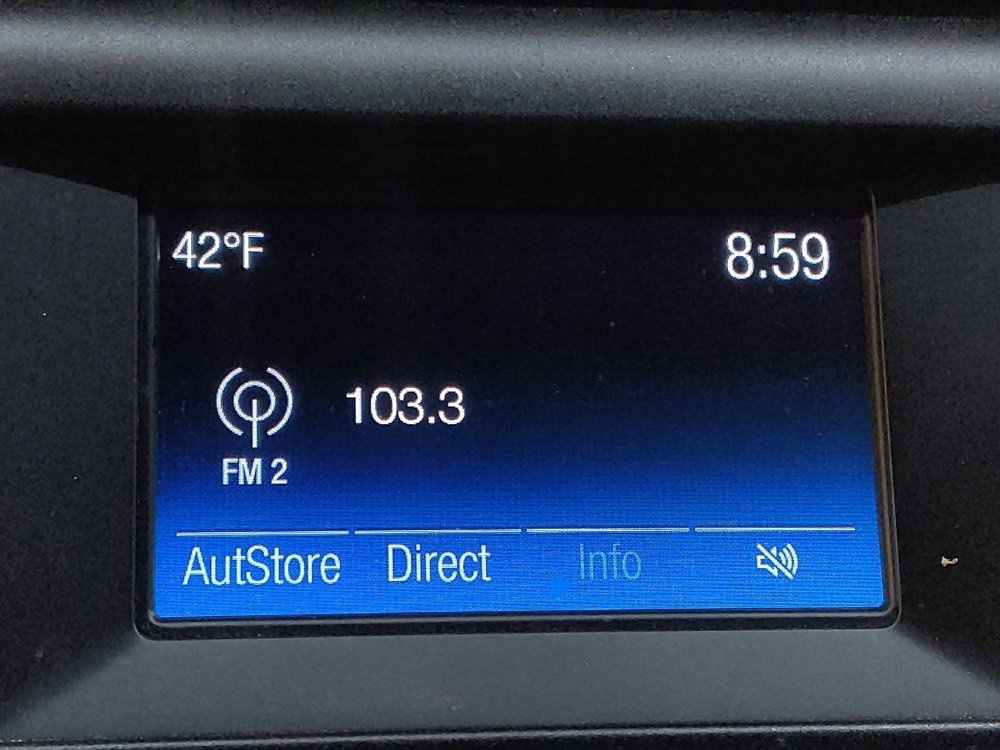 42°F 8:59
103.3
FM 2
AutStore Direct Info